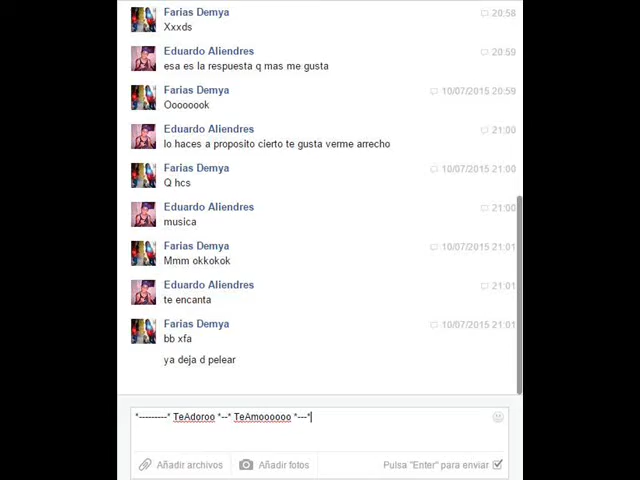 Farias Demya 20:58
Xxxds
Eduardo Aliendres 20:59
esa es la respuesta q mas me gusta
Farias Demya 10/07/2015 20:59
Oooooook
Eduardo Aliendres 21:00
lo haces a proposito cierto te gusta verme arrecho
Farias Demya 10/07/2015 21:00
Q hcs
Eduardo Aliendres 21:00
musica
Farias Demya 10/07/2015 21:01
Mmm okkokok
Eduardo Aliendres 21:01
te encanta
Farias Demya 10/07/2015 21:01
bb xfa
ya deja d pelear
*---------* TeAdoroo *--* TeAmoooooo *---*
Añadir archivos Añadir fotos Pulsa "Enter" para enviar